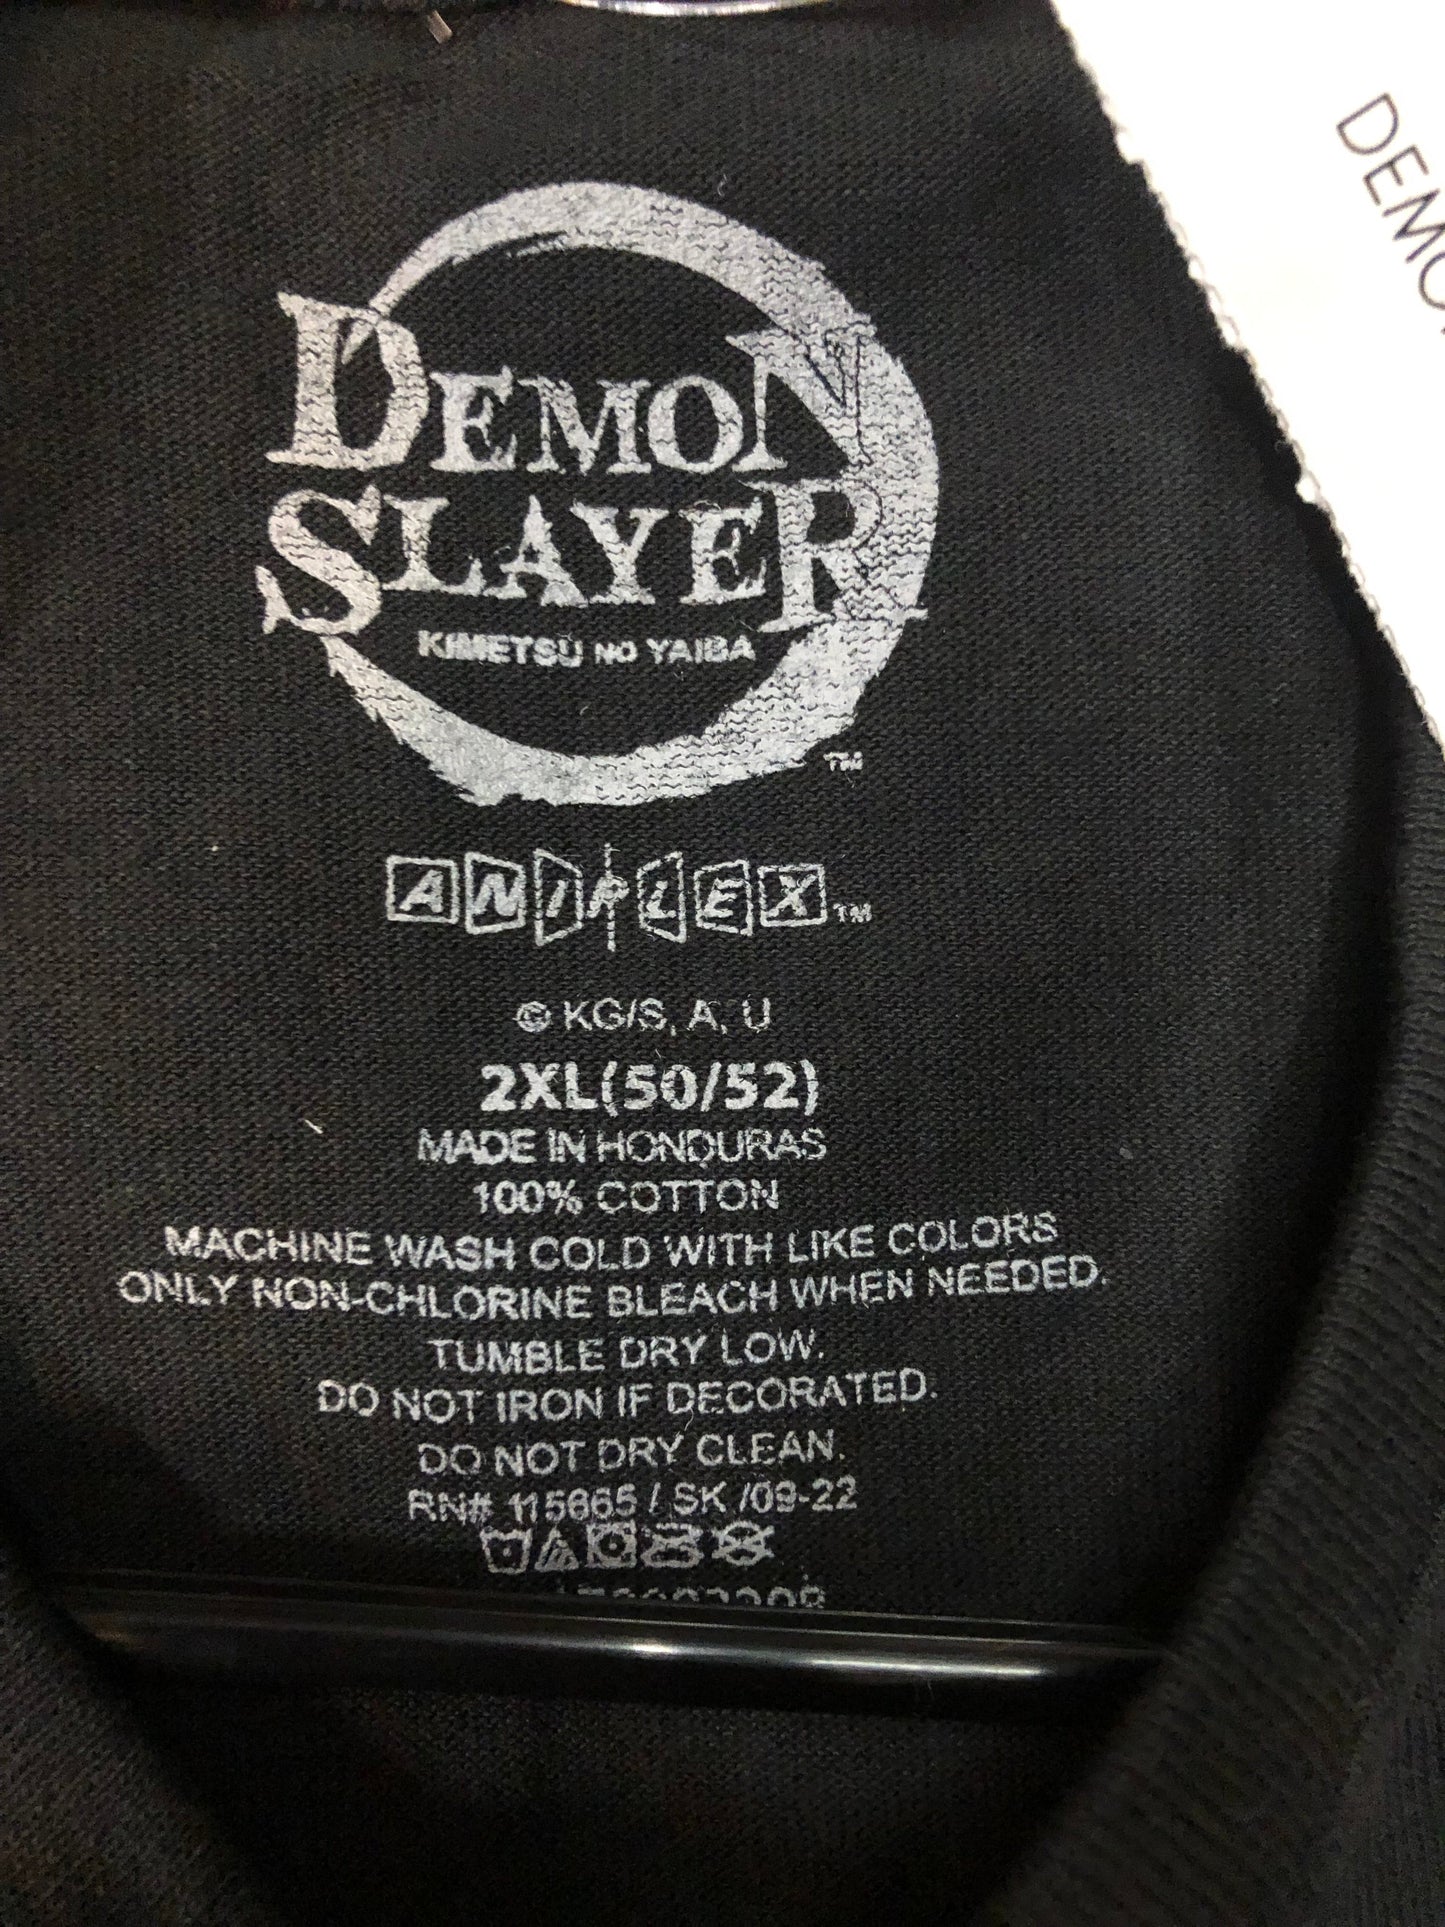 DEMO
DEMON
SLAYER
KIMETSU NO YAIBA
TM
ANIPLEX TM
© KG/S, A, U
2XL(50/52)
MADE IN HONDURAS
100% COTTON
MACHINE WASH COLD WITH LIKE COLORS
ONLY NON-CHLORINE BLEACH WHEN NEEDED.
TUMBLE DRY LOW.
DO NOT IRON IF DECORATED.
DO NOT DRY CLEAN.
RN# 115665 / SK /09-22